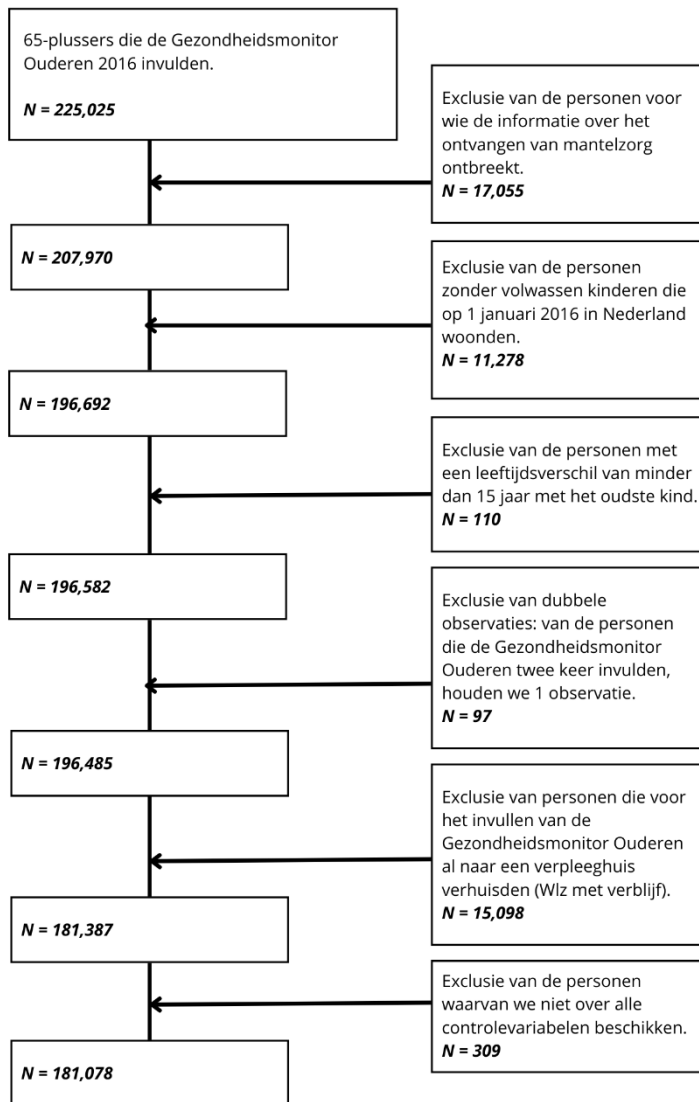 65-plussers die de Gezondheidsmonitor
Ouderen 2016 invulden.
N = 225,025
Exclusie van de personen voor
wie de informatie over het
ontvangen van mantelzorg
ontbreekt.
N = 17,055
N = 207,970
Exclusie van de personen
zonder volwassen kinderen die
op 1 januari 2016 in Nederland
woonden.
N = 11,278
N = 196,692
Exclusie van de personen met
een leeftijdsverschil van minder
dan 15 jaar met het oudste kind.
N = 110
N = 196,582
Exclusie van dubbele
observaties: van de personen
die de Gezondheidsmonitor
Ouderen twee keer invulden,
houden we 1 observatie.
N = 97
N = 196,485
Exclusie van personen die voor
het invullen van de
Gezondheidsmonitor Ouderen
al naar een verpleeghuis
verhuisden (Wlz met verblijf).
N = 15,098
N = 181,387
Exclusie van de personen
waarvan we niet over alle
controlevariabelen beschikken.
N = 309
N = 181,078